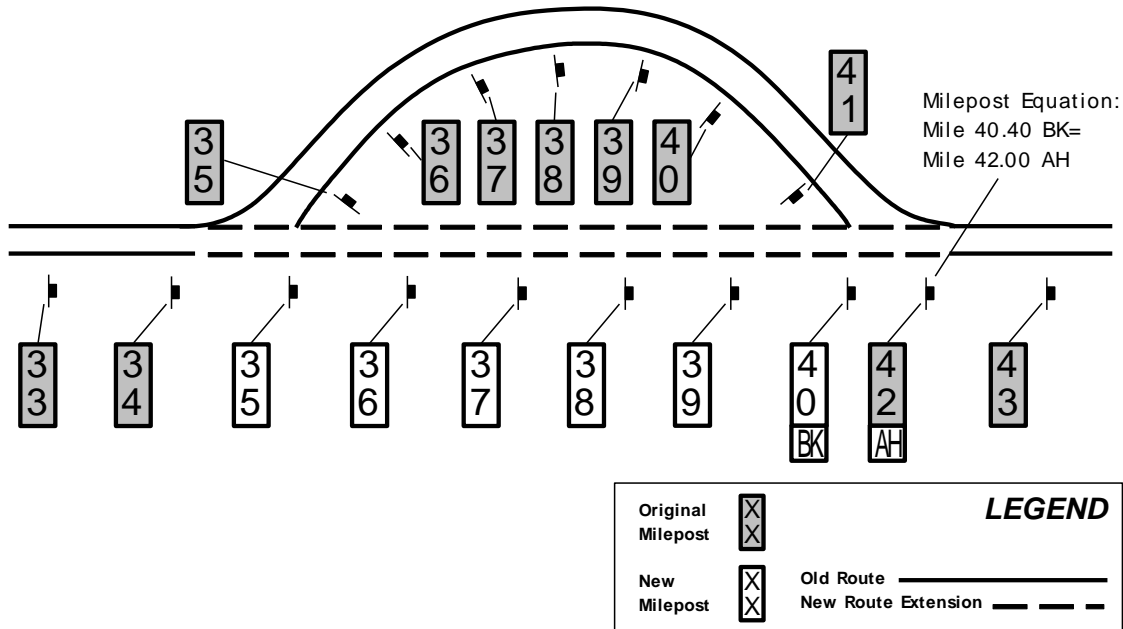 41
Milepost Equation:
Mile 40.40 BK=
Mile 42.00 AH
35
36
37
38
39
40
33
34
35
36
37
38
39
40
BK
42
AH
43
LEGEND
Original
Milepost
XX
New
Milepost
XX
Old Route
New Route Extension